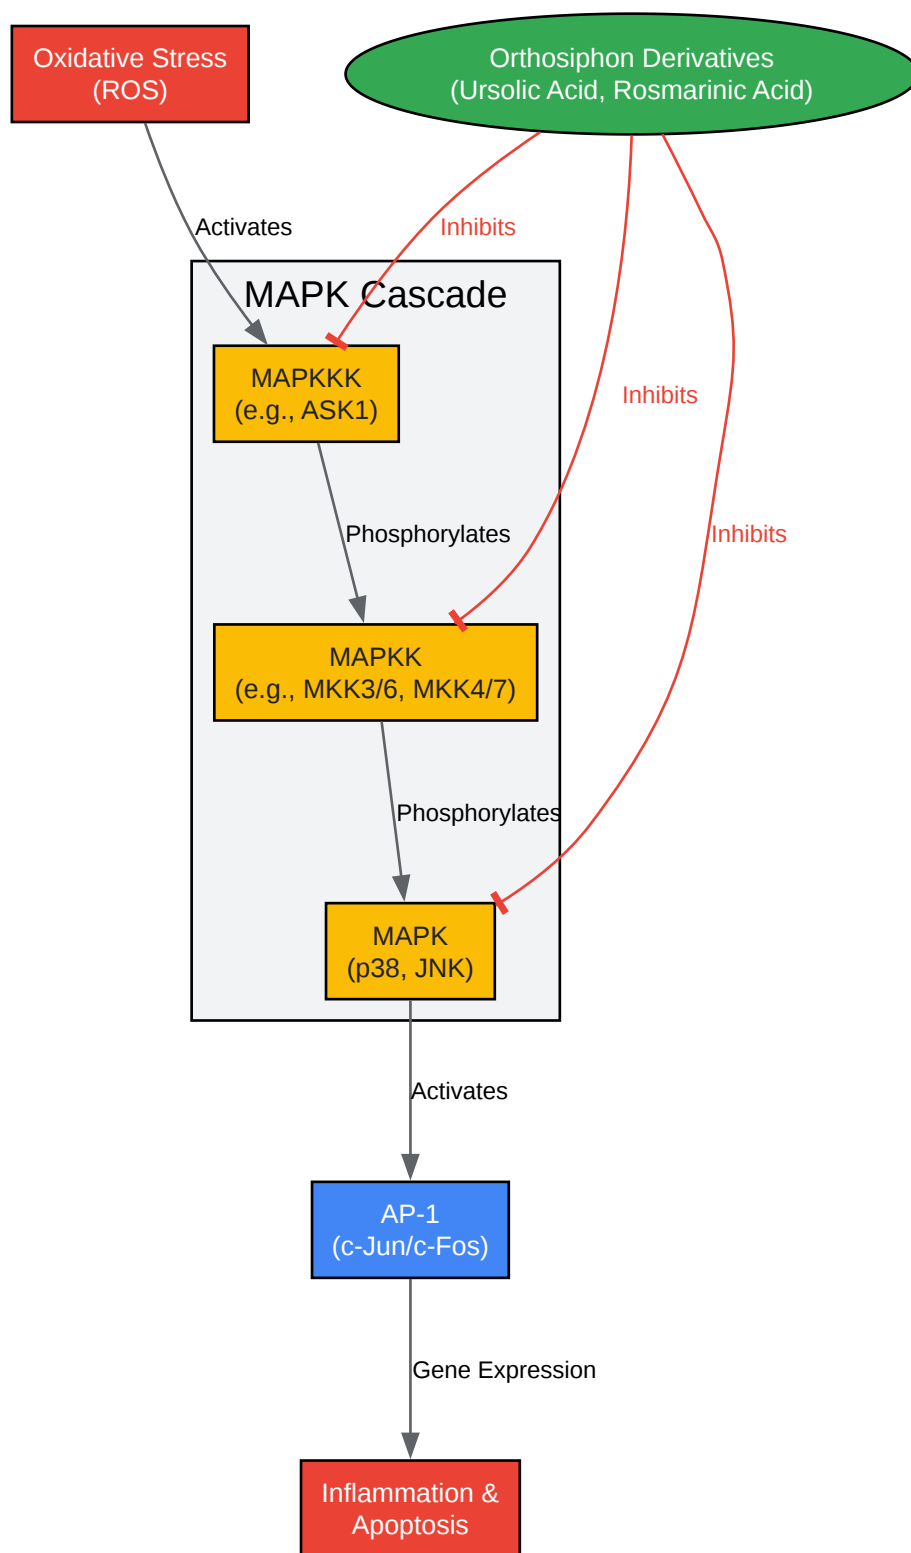 Oxidative Stress
(ROS)
Orthosiphon Derivatives
(Ursolic Acid, Rosmarinic Acid)
Activates
Inhibits
MAPK Cascade
MAPKKK
(e.g., ASK1)
Inhibits
Phosphorylates
Inhibits
MAPKK
(e.g., MKK3/6, MKK4/7)
Phosphorylates
MAPK
(p38, JNK)
Activates
AP-1
(c-Jun/c-Fos)
Gene Expression
Inflammation &
Apoptosis